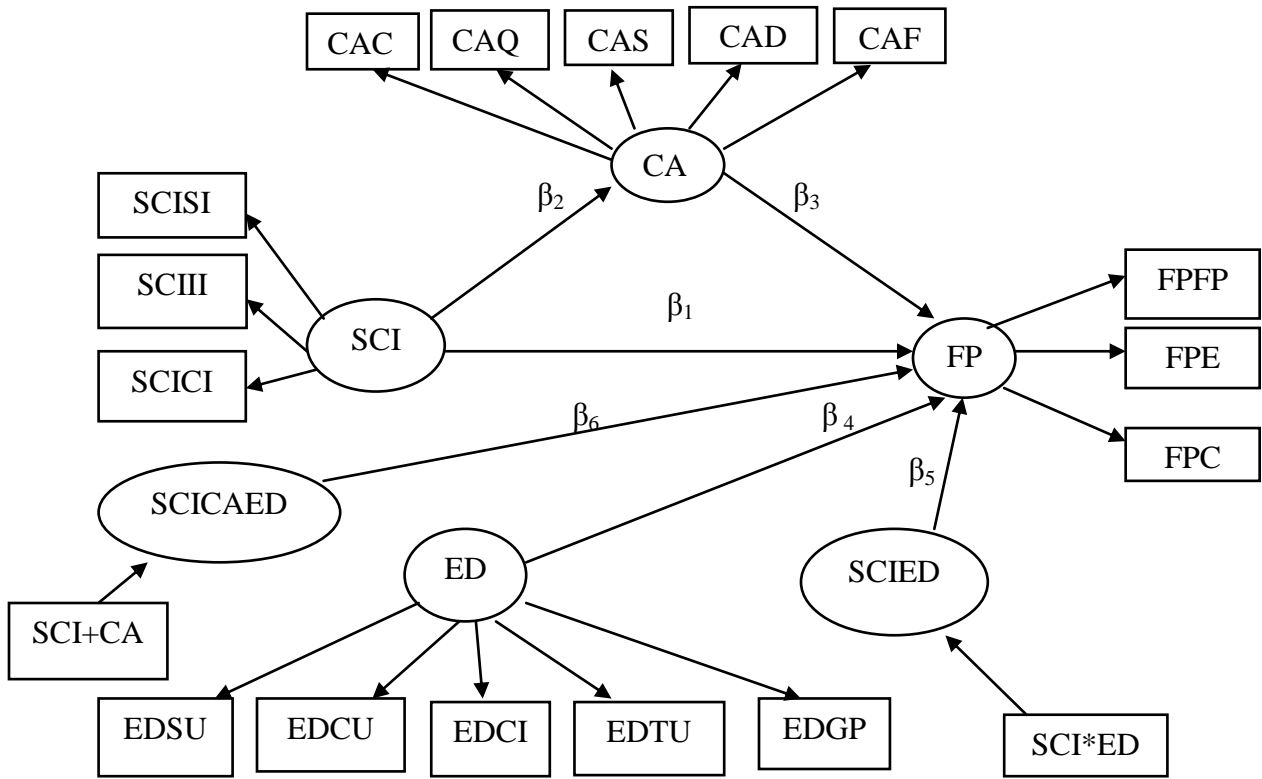 CAC CAQ CAS CAD CAF
CA
SCISI
β2
β3
SCIII
FPFP
β1
SCI
FP
FPE
SCICI
β6
β 4
FPC
β5
SCICAED
ED
SCIED
SCI+CA
EDSU EDCU EDCI EDTU EDGP
SCI*ED